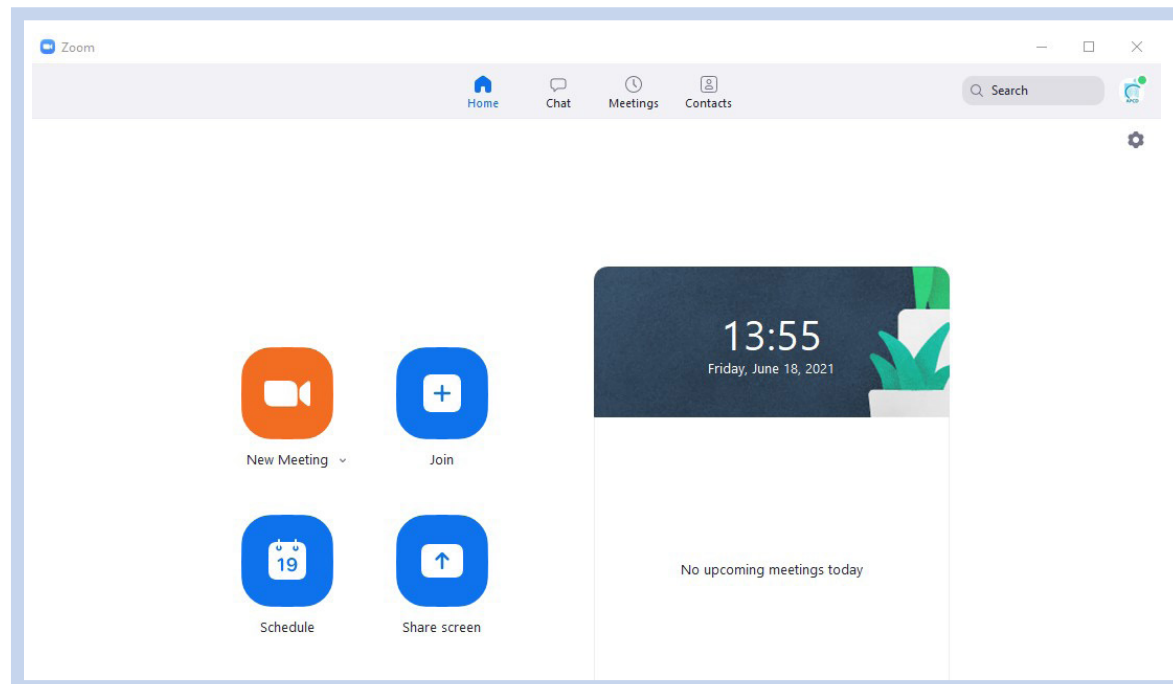 Zoom
Home
Chat
Meetings
Contacts
Search
APCD
13:55
Friday, June 18, 2021
New Meeting
Join
19
Schedule
Share screen
No upcoming meetings today